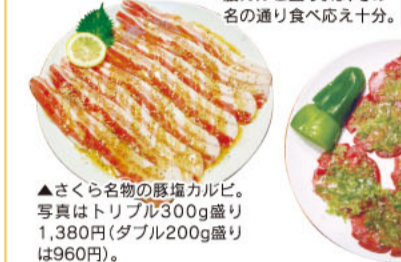 名の通り食べ応え十分。
▲さくら名物の豚塩カルビ。
写真はトリプル300g盛り
1,380円(ダブル200g盛り
は960円)。